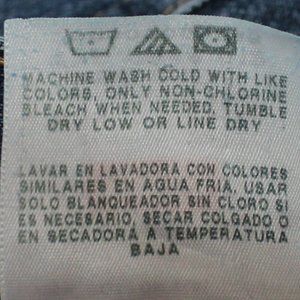 MACHINE WASH COLD WITH LIKE
COLORS, ONLY NON-CHLORINE
BLEACH WHEN NEEDED, TUMBLE
DRY LOW OR LINE DRY
LAVAR EN LAVADORA CON COLORES
SIMILARES EN AGUA FRIA, USAR
SOLO BLANQUEADOR SIN CLORO SI
ES NECESARIO, SECAR COLGADO O
EN SECADORA A TEMPERATURA
BAJA